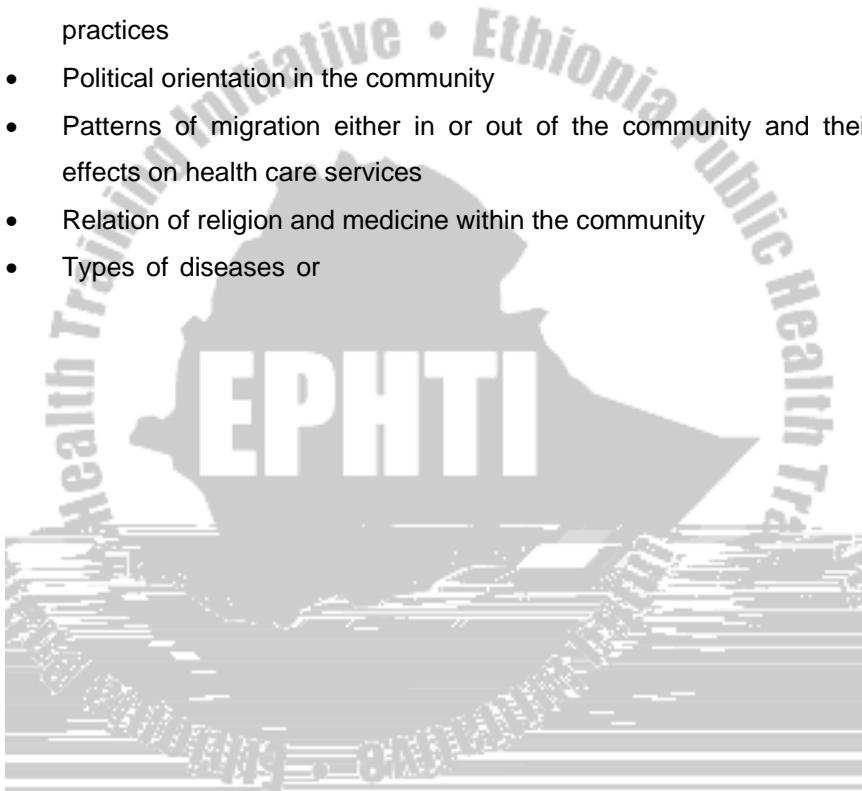 practices
• Political orientation in the community
• Patterns of migration either in or out of the community and thei
effects on health care services
• Relation of religion and medicine within the community
• Types of diseases or
Health Training Initiative • Ethiopia Public Health Tra
EPHTI